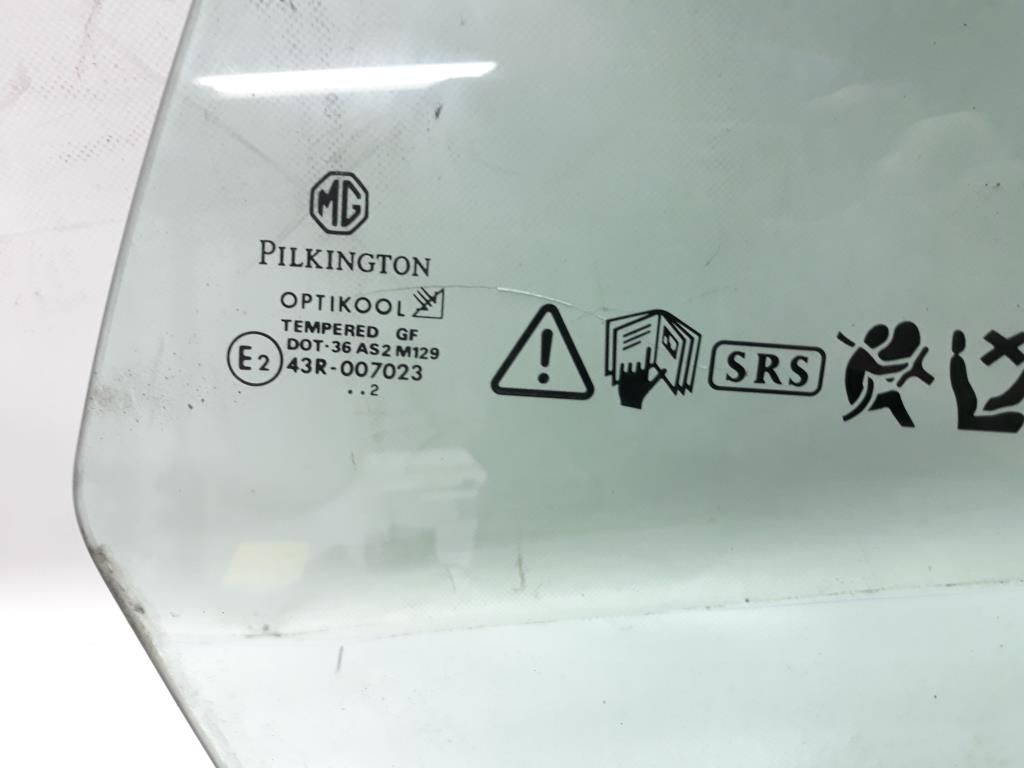 MG
PILKINGTON
OPTIKOOL
TEMPERED GF
DOT-36 AS2 M129
E2 43R-007023
..2
SRS